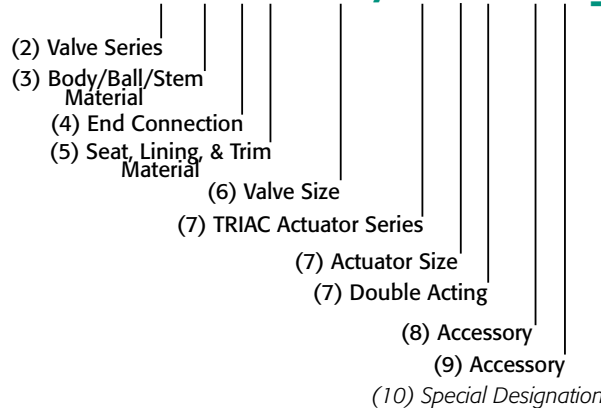 (2) Valve Series
(3) Body/Ball/Stem
Material
(4) End Connection
(5) Seat, Lining, & Trim
Material
(6) Valve Size
(7) TRIAC Actuator Series
(7) Actuator Size
(7) Double Acting
(8) Accessory
(9) Accessory
(10) Special Designation